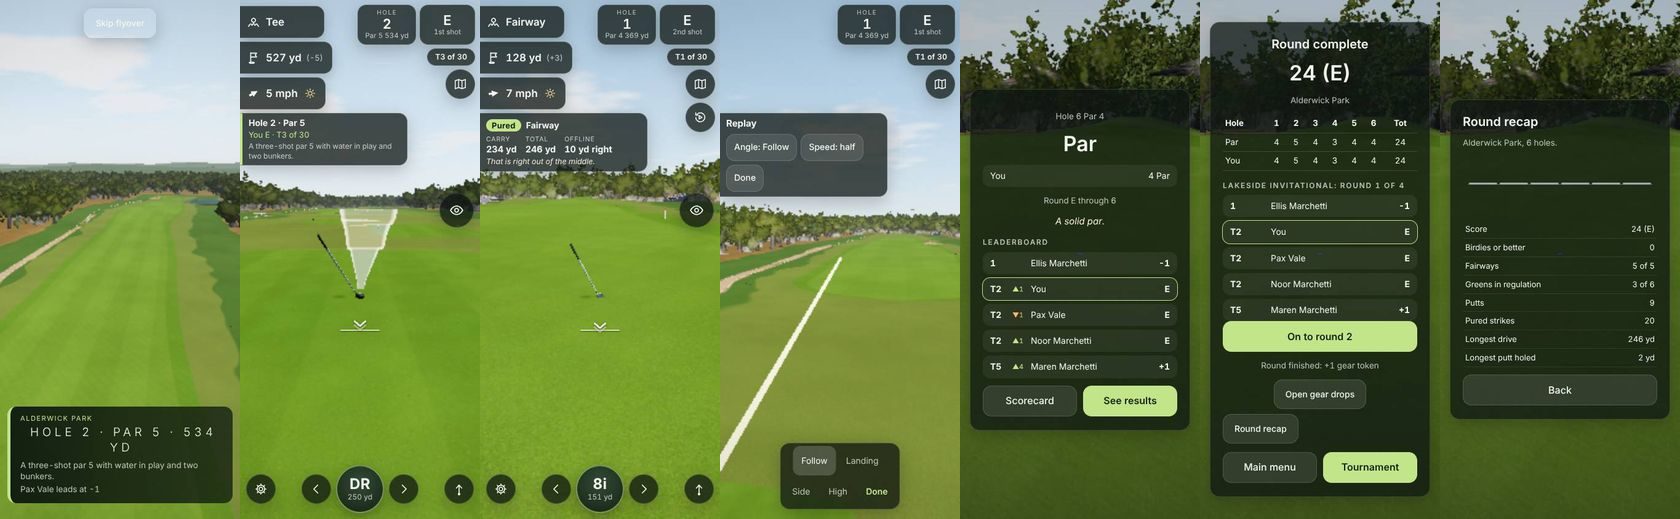 Skip flyover
ALDERWICK PARK
HOLE 2 · PAR 5 · 534
YD
A three-shot par 5 with water in play and two
bunkers.
Pax Vale leads at -1
Tee
HOLE
2
Par 5 534 yd
E
1st shot
527 yd (-5)
T3 of 30
5 mph
Hole 2 · Par 5
You E · T3 of 30
A three-shot par 5 with water in play and
two bunkers.
DR
250 yd
Fairway
HOLE
1
Par 4 369 yd
E
2nd shot
128 yd (+3)
T1 of 30
7 mph
Pured Fairway
CARRY TOTAL OFFLINE
234 yd 246 yd 10 yd right
That is right out of the middle.
8i
151 yd
HOLE
1
Par 4 369 yd
E
1st shot
T1 of 30
Replay
Angle: Follow Speed: half
Done
Follow Landing
Side High Done
Hole 6 Par 4
Par
You 4 Par
Round E through 6
A solid par.
LEADERBOARD
1 Ellis Marchetti -1
T2 ▲1 You E
T2 ▼1 Pax Vale E
T2 ▲1 Noor Marchetti E
T5 ▲4 Maren Marchetti +1
Scorecard See results
Round complete
24 (E)
Alderwick Park
Hole 1 2 3 4 5 6 Tot
Par 4 5 4 3 4 4 24
You 4 5 4 3 4 4 24
LAKESIDE INVITATIONAL: ROUND 1 OF 4
1 Ellis Marchetti -1
T2 You E
T2 Pax Vale E
T2 Noor Marchetti E
T5 Maren Marchetti +1
On to round 2
Round finished: +1 gear token
Open gear drops
Round recap
Main menu Tournament
Round recap
Alderwick Park, 6 holes.
Score 24 (E)
Birdies or better 0
Fairways 5 of 5
Greens in regulation 3 of 6
Putts 9
Pured strikes 20
Longest drive 246 yd
Longest putt holed 2 yd
Back